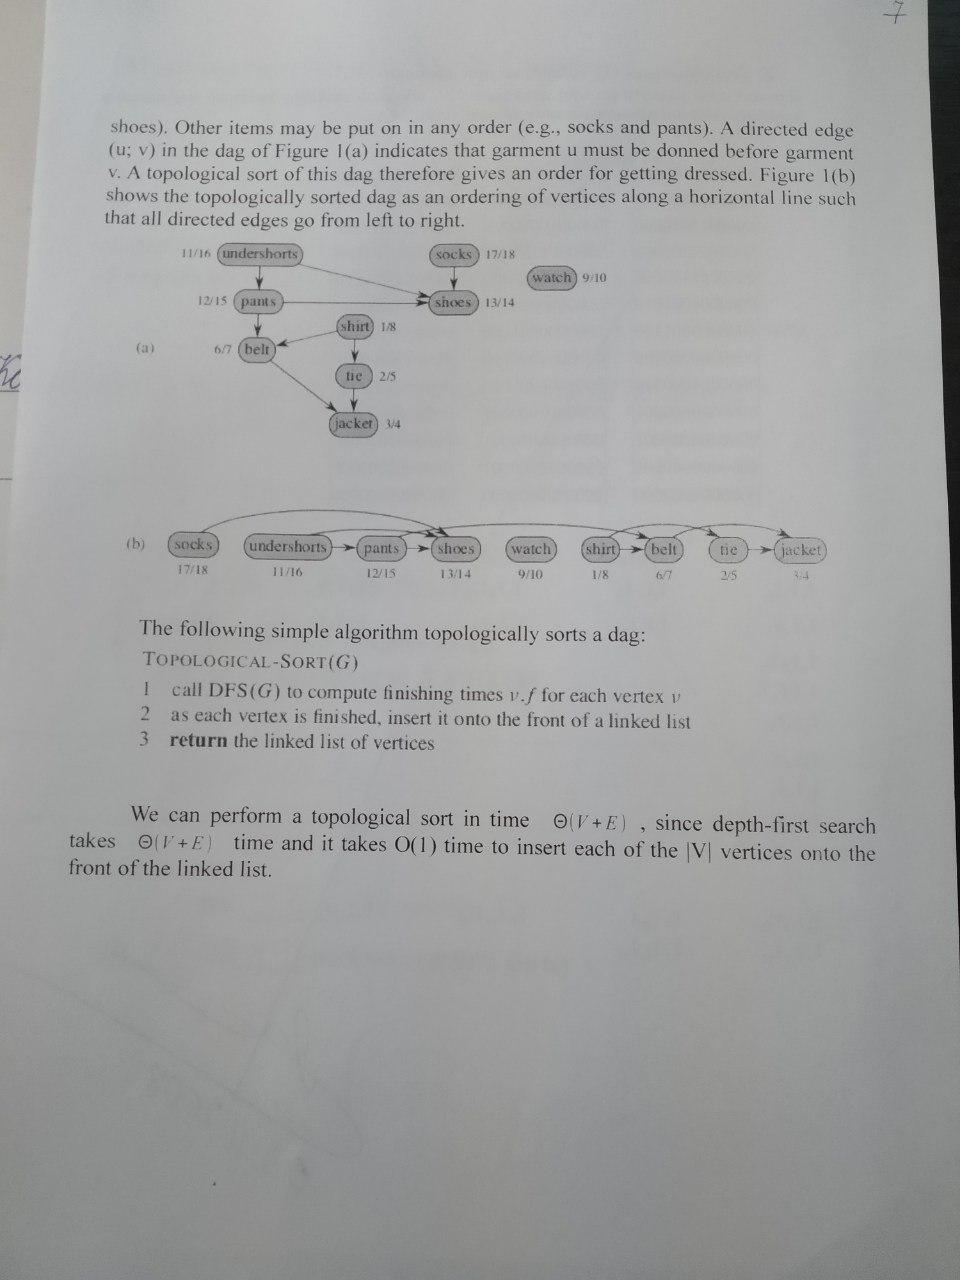 7
shoes). Other items may be put on in any order (e.g., socks and pants). A directed edge
(u; v) in the dag of Figure 1(a) indicates that garment u must be donned before garment
v. A topological sort of this dag therefore gives an order for getting dressed. Figure 1(b)
shows the topologically sorted dag as an ordering of vertices along a horizontal line such
that all directed edges go from left to right.
11/16 undershorts socks 17/18
watch 9/10
12/15 pants shoes 13/14
shirt 1/8
(a) 6/7 belt
tie 2/5
jacket 3/4
(b) socks undershorts pants shoes watch shirt belt tie jacket
17/18 11/16 12/15 13/14 9/10 1/8 6/7 2/5 3/4
The following simple algorithm topologically sorts a dag:
TOPOLOGICAL-SORT(G)
1 call DFS(G) to compute finishing times v.f for each vertex v
2 as each vertex is finished, insert it onto the front of a linked list
3 return the linked list of vertices
We can perform a topological sort in time Θ(V+E) , since depth-first search
takes Θ(V+E) time and it takes O(1) time to insert each of the |V| vertices onto the
front of the linked list.